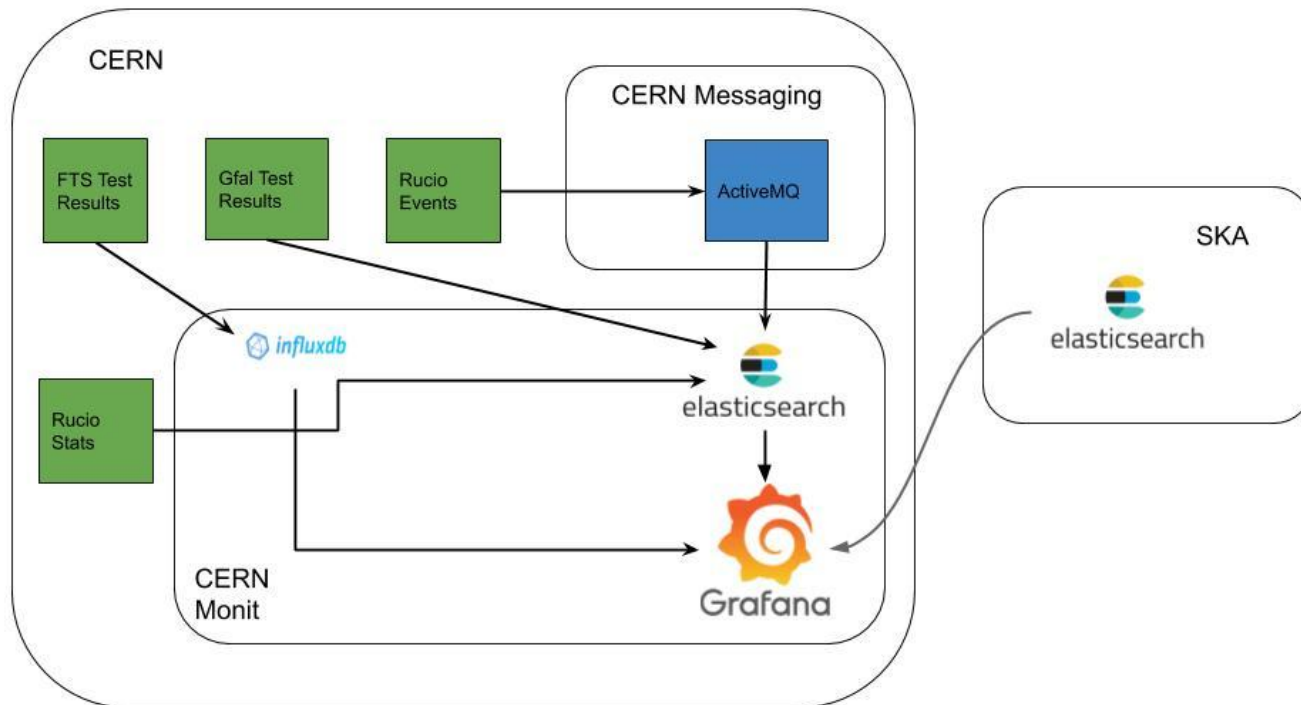 CERN
CERN Messaging
FTS Test
Results
Gfal Test
Results
Rucio
Events
ActiveMQ
SKA
elasticsearch
influxdb
elasticsearch
Rucio
Stats
CERN
Monit
Grafana